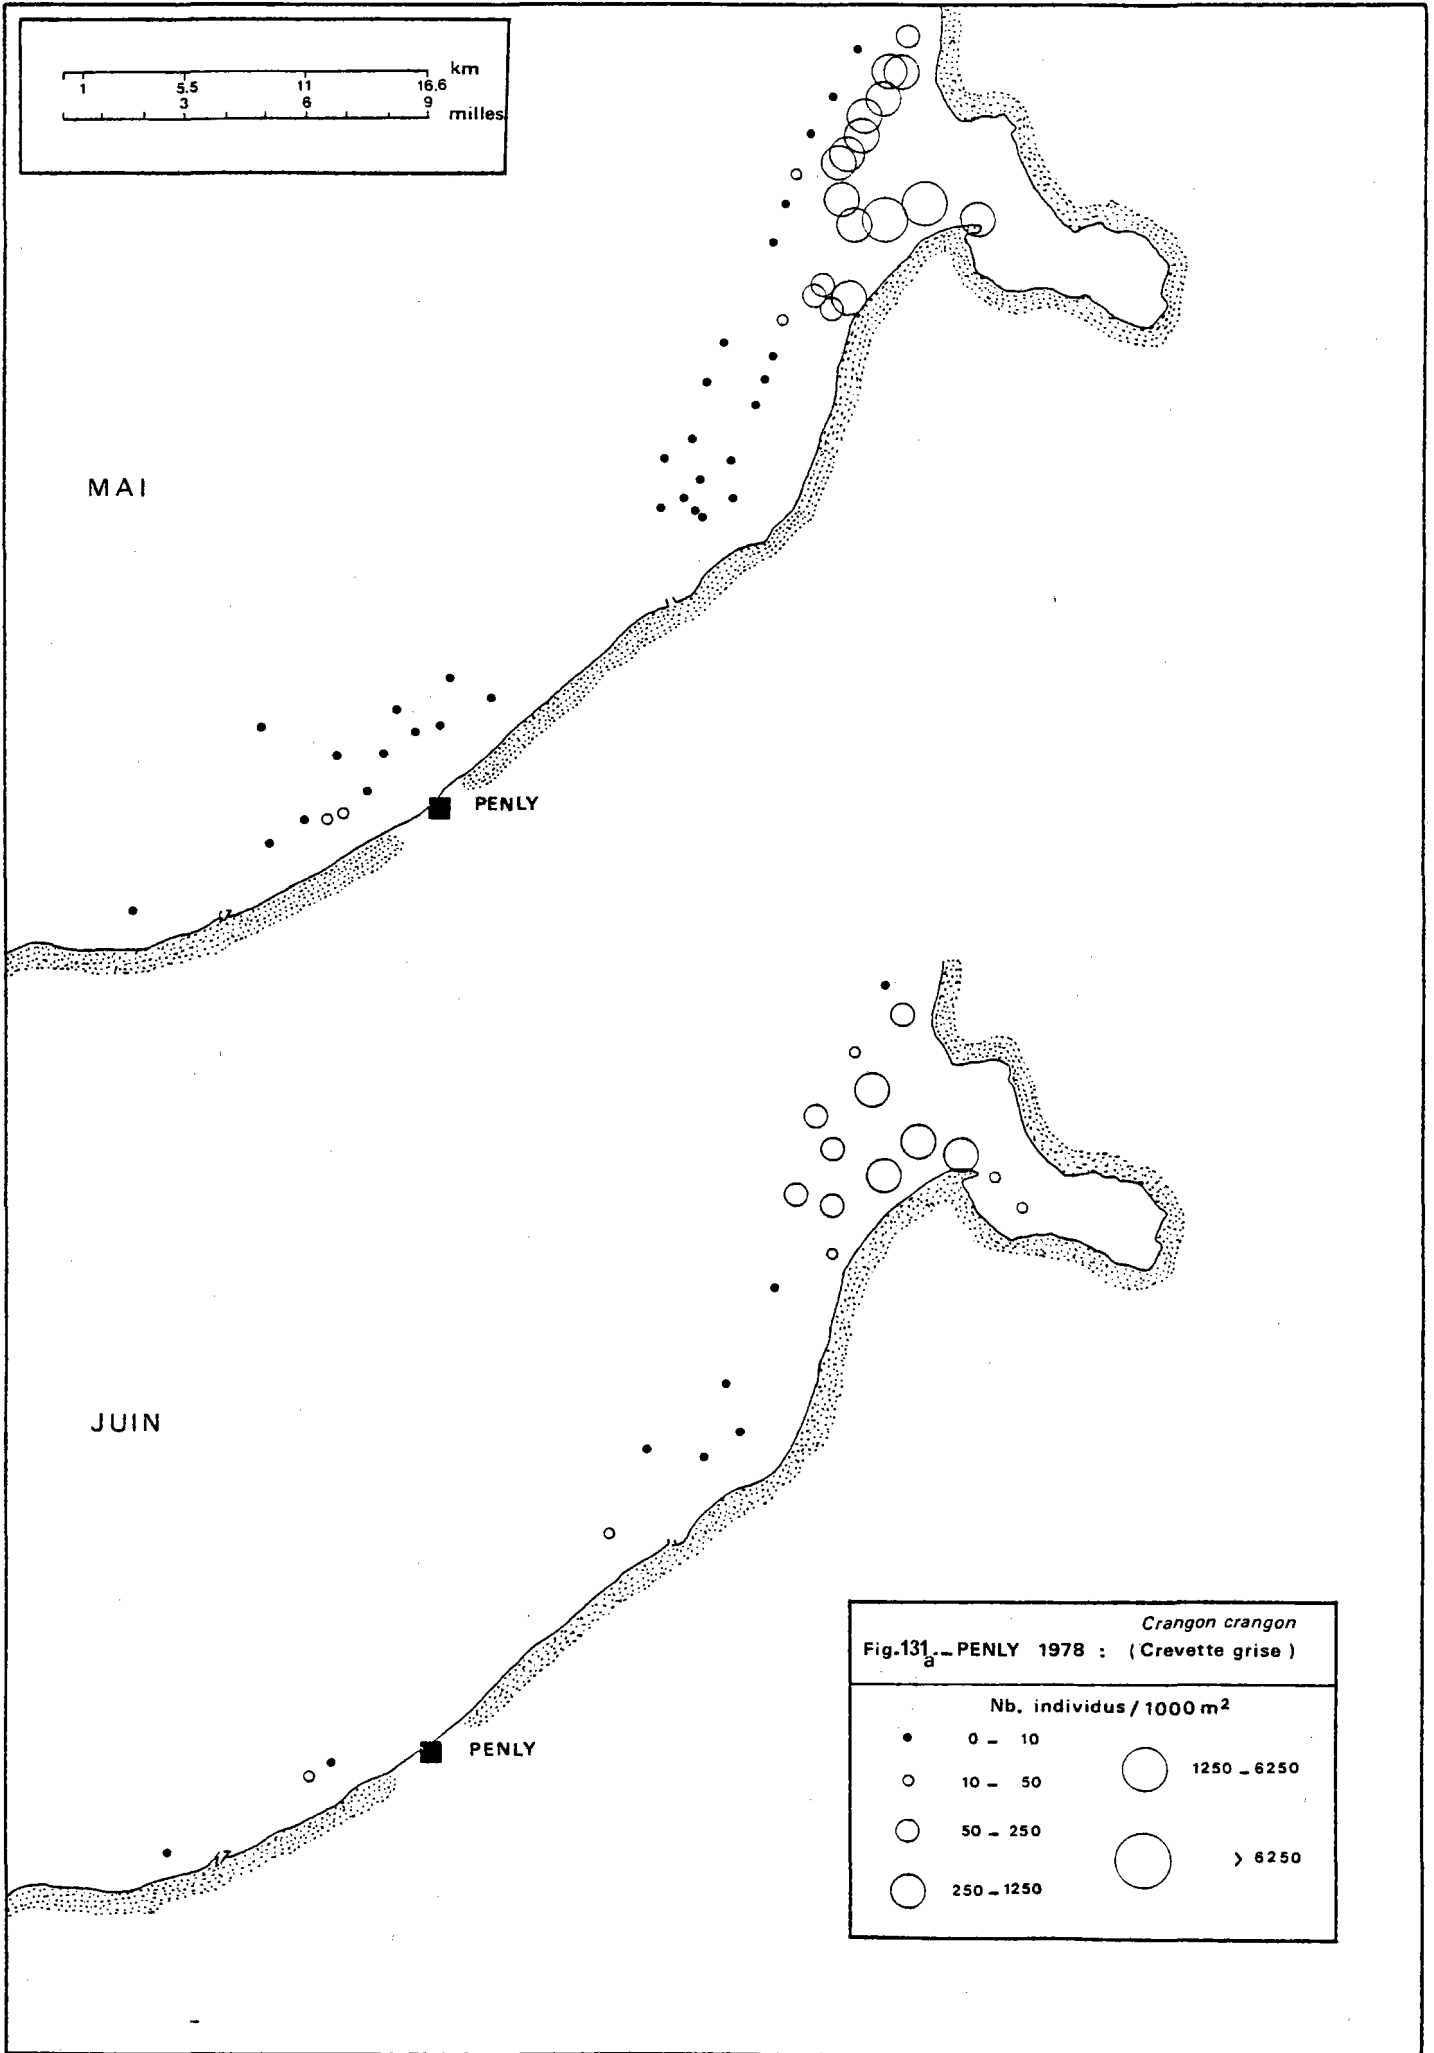 km
1 5.5 11 16.6
3 6 9
milles
MAI
PENLY
JUIN
PENLY
Crangon crangon
Fig.131a - PENLY 1978 : (Crevette grise)
Nb. individus / 1000 m²
0 - 10
10 - 50
50 - 250
250 - 1250
1250 - 6250
> 6250